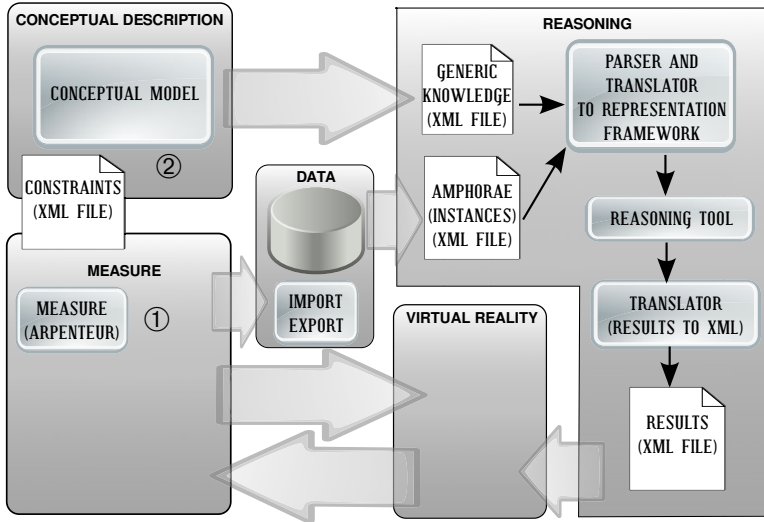 CONCEPTUAL DESCRIPTION
CONCEPTUAL MODEL
②
CONSTRAINTS
(XML FILE)
MEASURE
MEASURE
(ARPENTEUR)
①
DATA
IMPORT
EXPORT
VIRTUAL REALITY
REASONING
GENERIC
KNOWLEDGE
(XML FILE)
AMPHORAE
(INSTANCES)
(XML FILE)
PARSER AND
TRANSLATOR
TO REPRESENTATION
FRAMEWORK
REASONING TOOL
TRANSLATOR
(RESULTS TO XML)
RESULTS
(XML FILE)